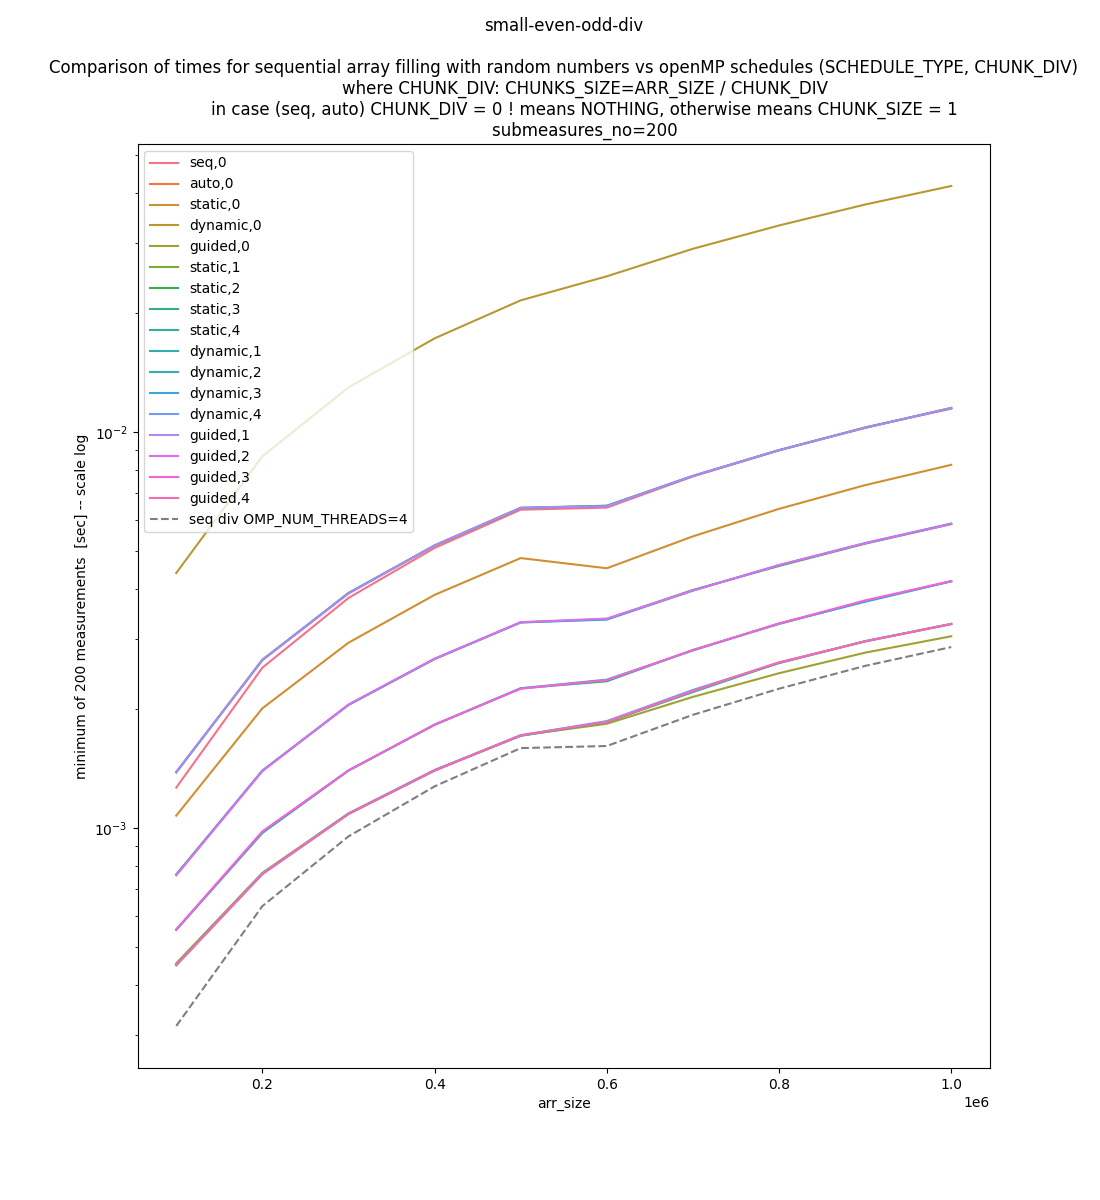 small-even-odd-div
Comparison of times for sequential array filling with random numbers vs openMP schedules (SCHEDULE_TYPE, CHUNK_DIV)
where CHUNK_DIV: CHUNKS_SIZE=ARR_SIZE / CHUNK_DIV
in case (seq, auto) CHUNK_DIV = 0 ! means NOTHING, otherwise means CHUNK_SIZE = 1
submeasures_no=200
seq,0
auto,0
static,0
dynamic,0
guided,0
static,1
static,2
static,3
static,4
dynamic,1
dynamic,2
dynamic,3
dynamic,4
guided,1
guided,2
guided,3
guided,4
seq div OMP_NUM_THREADS=4
minimum of 200 measurements  [sec] -- scale log
10⁻²
10⁻³
0.2
0.4
0.6
0.8
1.0
1e6
arr_size